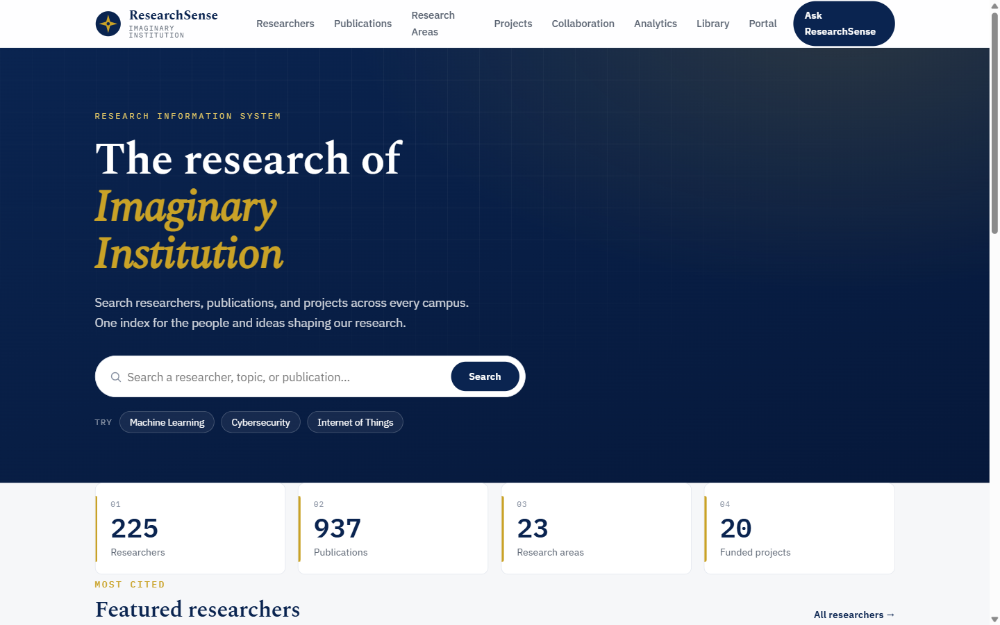 ResearchSense
IMAGINARY
INSTITUTION
Researchers
Publications
Research
Areas
Projects
Collaboration
Analytics
Library
Portal
Ask
ResearchSense
RESEARCH INFORMATION SYSTEM
The research of
Imaginary
Institution
Search researchers, publications, and projects across every campus.
One index for the people and ideas shaping our research.
Search a researcher, topic, or publication...
Search
TRY
Machine Learning
Cybersecurity
Internet of Things
01
225
Researchers
02
937
Publications
03
23
Research areas
04
20
Funded projects
MOST CITED
Featured researchers
All researchers →